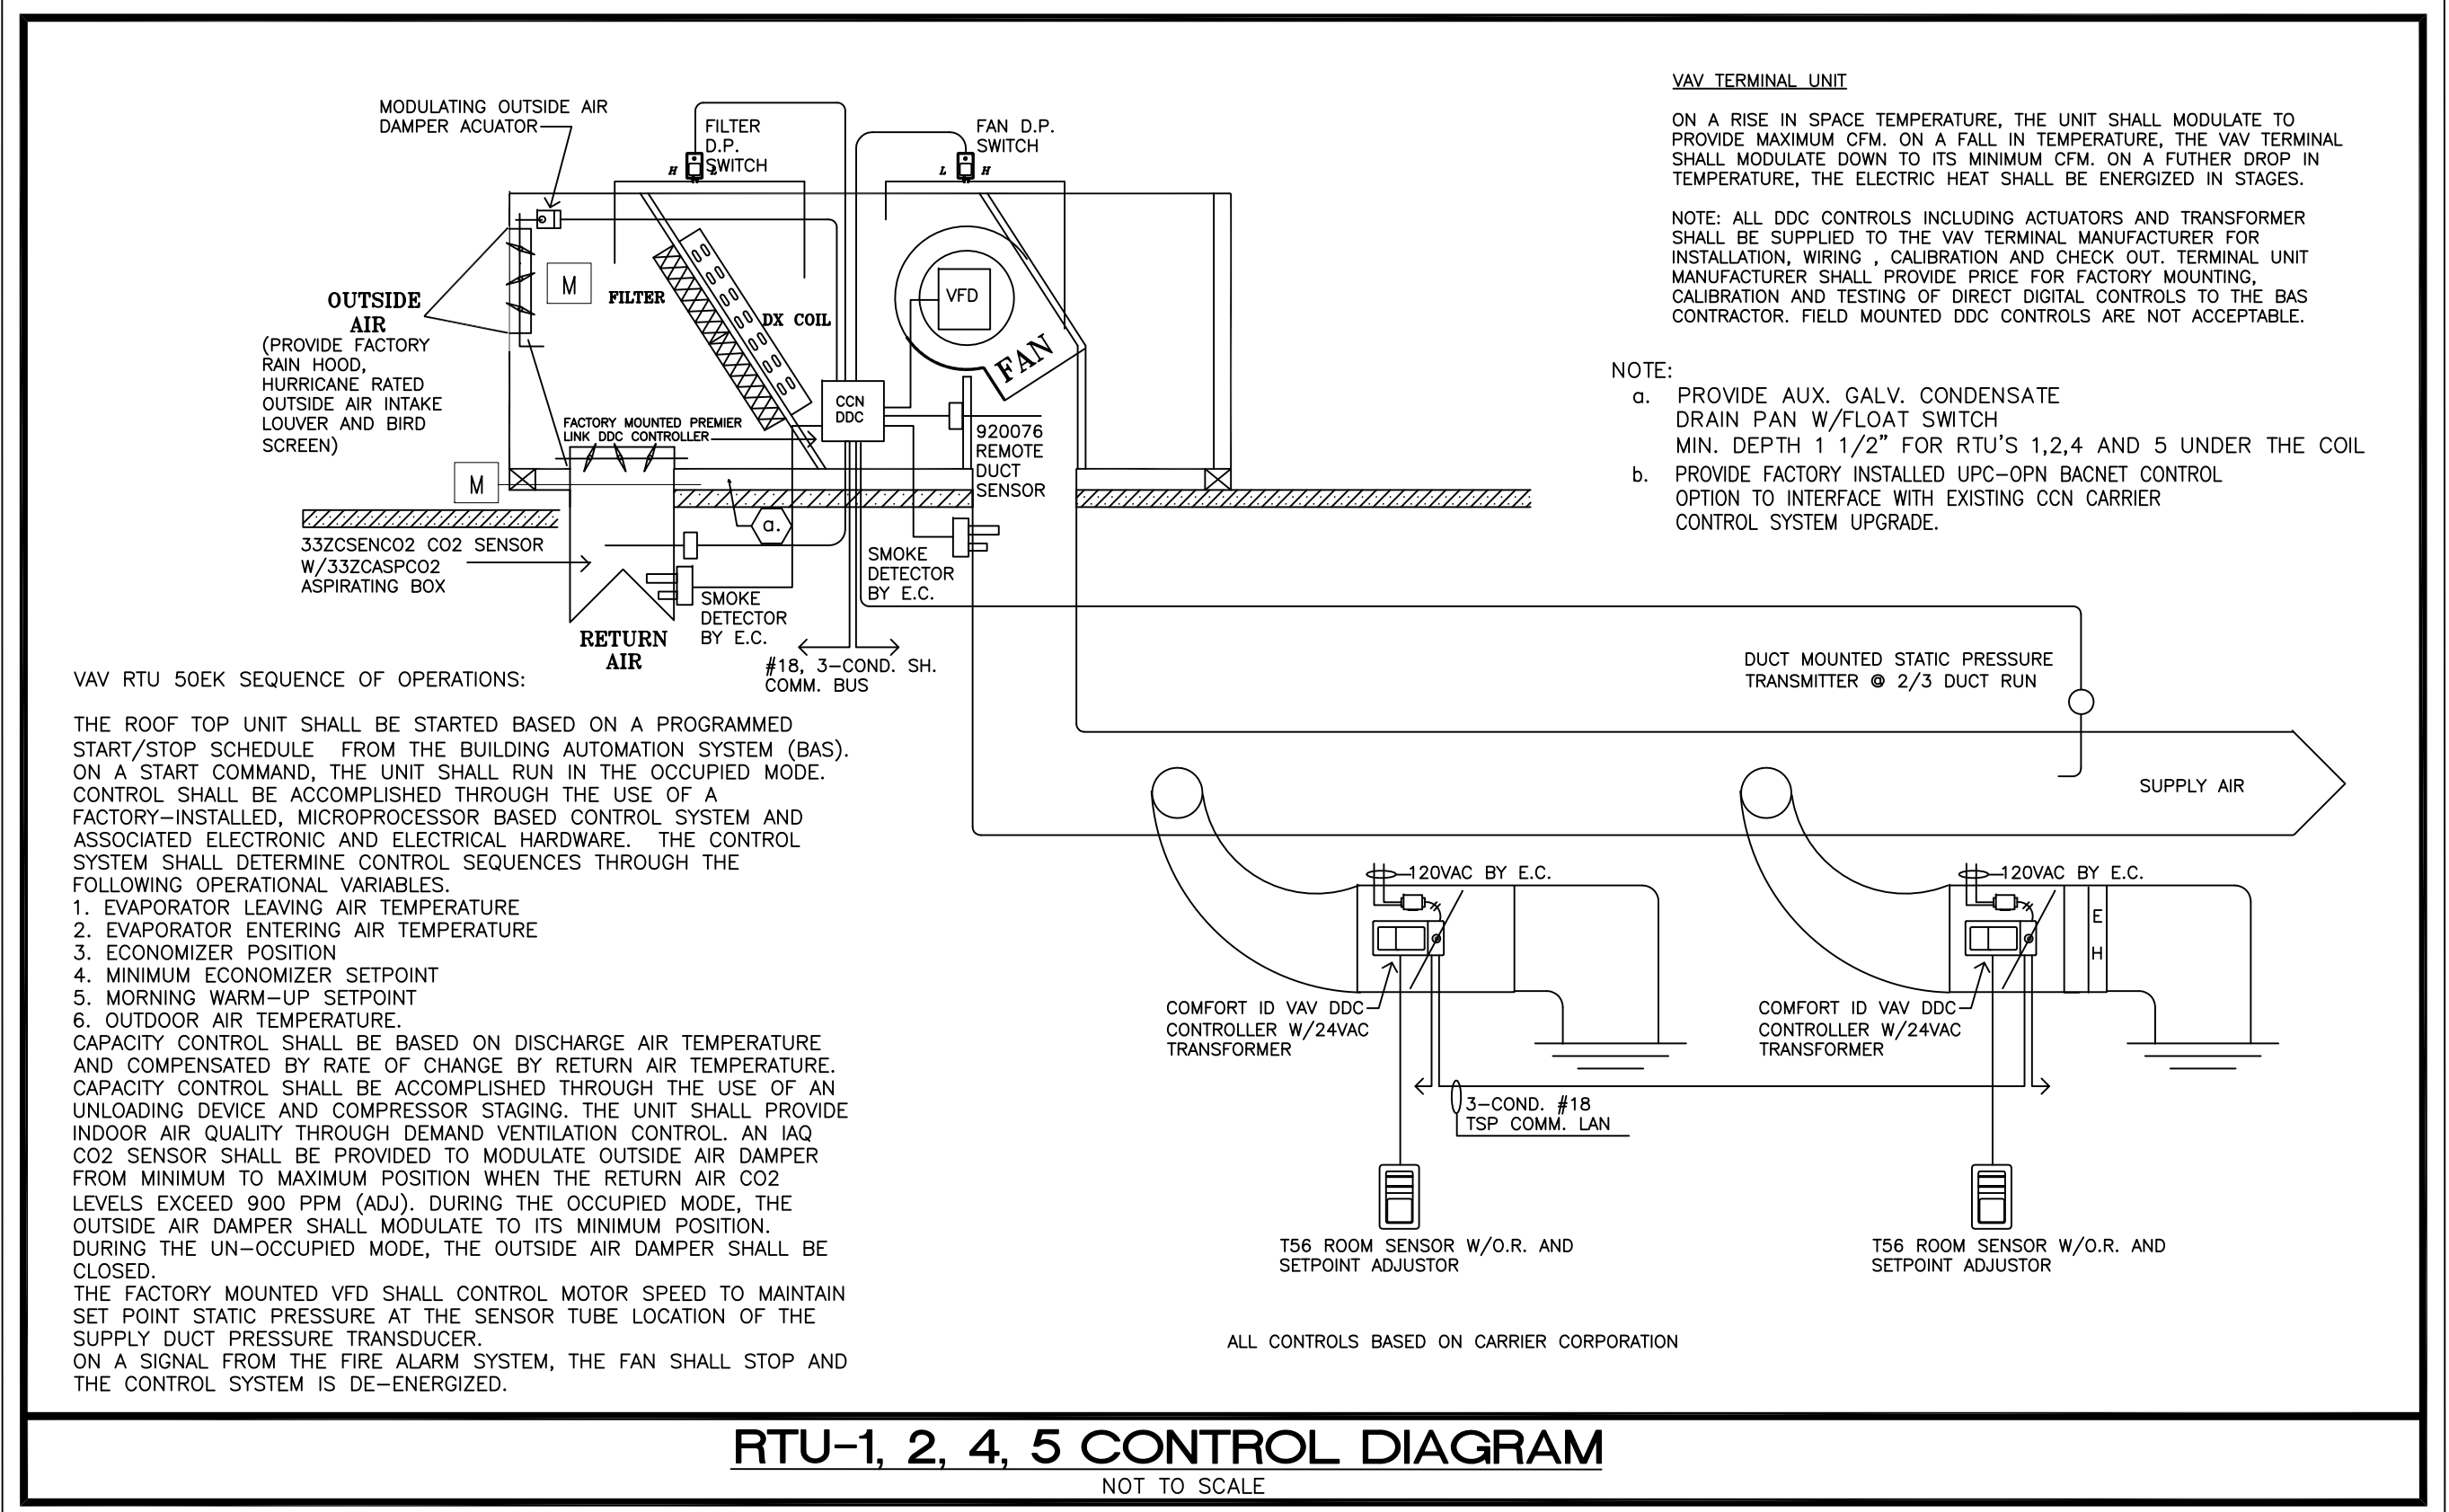 MODULATING OUTSIDE AIR
DAMPER ACUATOR
FILTER
D.P.
SWITCH
H
L
FAN D.P.
SWITCH
L
H
OUTSIDE
AIR
(PROVIDE FACTORY
RAIN HOOD,
HURRICANE RATED
OUTSIDE AIR INTAKE
LOUVER AND BIRD
SCREEN)
M
FILTER
DX COIL
VFD
FAN
CCN
DDC
FACTORY MOUNTED PREMIER
LINK DDC CONTROLLER
920076
REMOTE
DUCT
SENSOR
M
a.
33ZCSENCO2 CO2 SENSOR
W/33ZCASPCO2
ASPIRATING BOX
SMOKE
DETECTOR
BY E.C.
SMOKE
DETECTOR
BY E.C.
RETURN
AIR
#18, 3-COND. SH.
COMM. BUS
VAV TERMINAL UNIT
ON A RISE IN SPACE TEMPERATURE, THE UNIT SHALL MODULATE TO
PROVIDE MAXIMUM CFM. ON A FALL IN TEMPERATURE, THE VAV TERMINAL
SHALL MODULATE DOWN TO ITS MINIMUM CFM. ON A FUTHER DROP IN
TEMPERATURE, THE ELECTRIC HEAT SHALL BE ENERGIZED IN STAGES.
NOTE: ALL DDC CONTROLS INCLUDING ACTUATORS AND TRANSFORMER
SHALL BE SUPPLIED TO THE VAV TERMINAL MANUFACTURER FOR
INSTALLATION, WIRING , CALIBRATION AND CHECK OUT. TERMINAL UNIT
MANUFACTURER SHALL PROVIDE PRICE FOR FACTORY MOUNTING,
CALIBRATION AND TESTING OF DIRECT DIGITAL CONTROLS TO THE BAS
CONTRACTOR. FIELD MOUNTED DDC CONTROLS ARE NOT ACCEPTABLE.
NOTE:
a. PROVIDE AUX. GALV. CONDENSATE
DRAIN PAN W/FLOAT SWITCH
MIN. DEPTH 1 1/2" FOR RTU'S 1,2,4 AND 5 UNDER THE COIL
b. PROVIDE FACTORY INSTALLED UPC-OPN BACNET CONTROL
OPTION TO INTERFACE WITH EXISTING CCN CARRIER
CONTROL SYSTEM UPGRADE.
VAV RTU 50EK SEQUENCE OF OPERATIONS:
THE ROOF TOP UNIT SHALL BE STARTED BASED ON A PROGRAMMED
START/STOP SCHEDULE FROM THE BUILDING AUTOMATION SYSTEM (BAS).
ON A START COMMAND, THE UNIT SHALL RUN IN THE OCCUPIED MODE.
CONTROL SHALL BE ACCOMPLISHED THROUGH THE USE OF A
FACTORY-INSTALLED, MICROPROCESSOR BASED CONTROL SYSTEM AND
ASSOCIATED ELECTRONIC AND ELECTRICAL HARDWARE. THE CONTROL
SYSTEM SHALL DETERMINE CONTROL SEQUENCES THROUGH THE
FOLLOWING OPERATIONAL VARIABLES.
1. EVAPORATOR LEAVING AIR TEMPERATURE
2. EVAPORATOR ENTERING AIR TEMPERATURE
3. ECONOMIZER POSITION
4. MINIMUM ECONOMIZER SETPOINT
5. MORNING WARM-UP SETPOINT
6. OUTDOOR AIR TEMPERATURE.
CAPACITY CONTROL SHALL BE BASED ON DISCHARGE AIR TEMPERATURE
AND COMPENSATED BY RATE OF CHANGE BY RETURN AIR TEMPERATURE.
CAPACITY CONTROL SHALL BE ACCOMPLISHED THROUGH THE USE OF AN
UNLOADING DEVICE AND COMPRESSOR STAGING. THE UNIT SHALL PROVIDE
INDOOR AIR QUALITY THROUGH DEMAND VENTILATION CONTROL. AN IAQ
CO2 SENSOR SHALL BE PROVIDED TO MODULATE OUTSIDE AIR DAMPER
FROM MINIMUM TO MAXIMUM POSITION WHEN THE RETURN AIR CO2
LEVELS EXCEED 900 PPM (ADJ). DURING THE OCCUPIED MODE, THE
OUTSIDE AIR DAMPER SHALL MODULATE TO ITS MINIMUM POSITION.
DURING THE UN-OCCUPIED MODE, THE OUTSIDE AIR DAMPER SHALL BE
CLOSED.
THE FACTORY MOUNTED VFD SHALL CONTROL MOTOR SPEED TO MAINTAIN
SET POINT STATIC PRESSURE AT THE SENSOR TUBE LOCATION OF THE
SUPPLY DUCT PRESSURE TRANSDUCER.
ON A SIGNAL FROM THE FIRE ALARM SYSTEM, THE FAN SHALL STOP AND
THE CONTROL SYSTEM IS DE-ENERGIZED.
DUCT MOUNTED STATIC PRESSURE
TRANSMITTER @ 2/3 DUCT RUN
SUPPLY AIR
120VAC BY E.C.
120VAC BY E.C.
E
H
COMFORT ID VAV DDC
CONTROLLER W/24VAC
TRANSFORMER
COMFORT ID VAV DDC
CONTROLLER W/24VAC
TRANSFORMER
3-COND. #18
TSP COMM. LAN
T56 ROOM SENSOR W/O.R. AND
SETPOINT ADJUSTOR
T56 ROOM SENSOR W/O.R. AND
SETPOINT ADJUSTOR
ALL CONTROLS BASED ON CARRIER CORPORATION
RTU-1, 2, 4, 5 CONTROL DIAGRAM
NOT TO SCALE